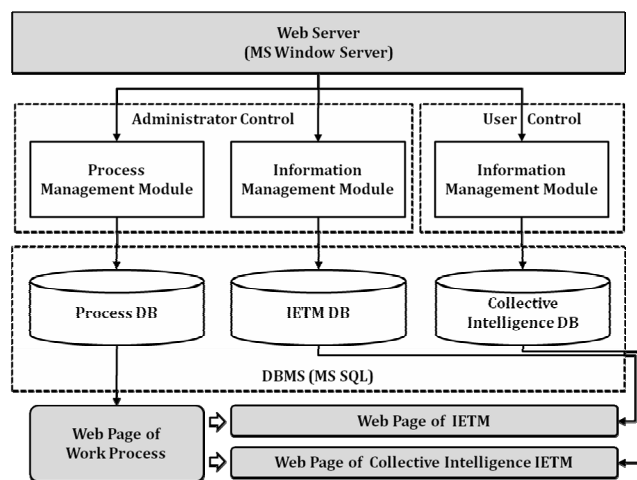 Web Server
(MS Window Server)
Administrator Control
User Control
Process
Management Module
Information
Management Module
Information
Management Module
Process DB
IETM DB
Collective
Intelligence DB
DBMS (MS SQL)
Web Page of
Work Process
Web Page of IETM
Web Page of Collective Intelligence IETM